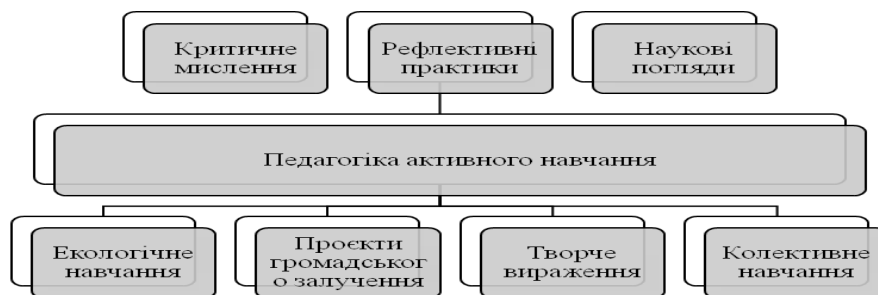 Критичне
мислення
Рефлективні
практики
Наукові
погляди
Педагогіка активного навчання
Екологічне
навчання
Проєкти
громадськог
о залучення
Творче
вираження
Колективне
навчання